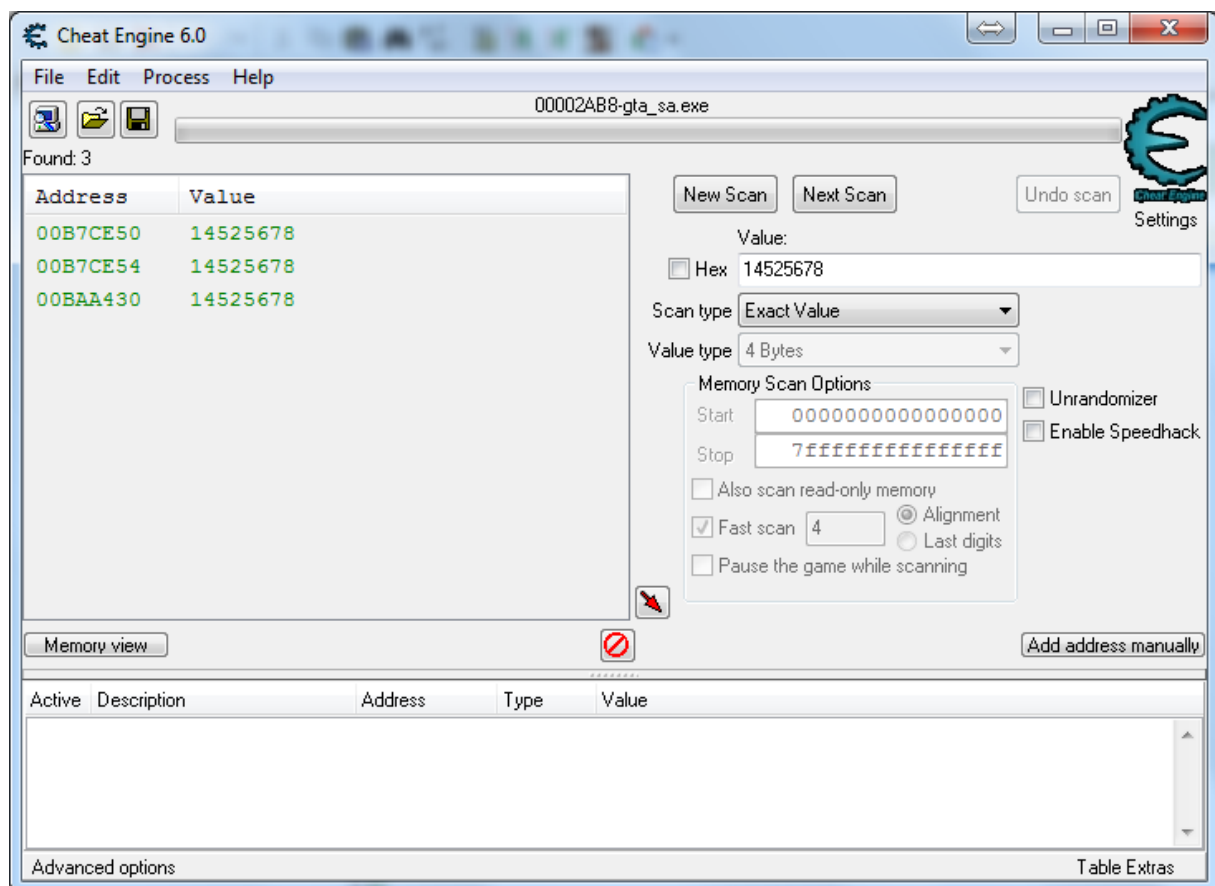 Cheat Engine 6.0
File Edit Process Help
00002AB8-gta_sa.exe
Found: 3
Address Value
00B7CE50 14525678
00B7CE54 14525678
00BAA430 14525678
New Scan Next Scan Undo scan
Cheat Engine
Settings
Value:
Hex 14525678
Scan type Exact Value
Value type 4 Bytes
Memory Scan Options
Start 0000000000000000
Stop 7fffffffffffffff
Unrandomizer
Enable Speedhack
Also scan read-only memory
Fast scan 4 Alignment
Last digits
Pause the game while scanning
Memory view Add address manually
Active Description Address Type Value
Advanced options Table Extras